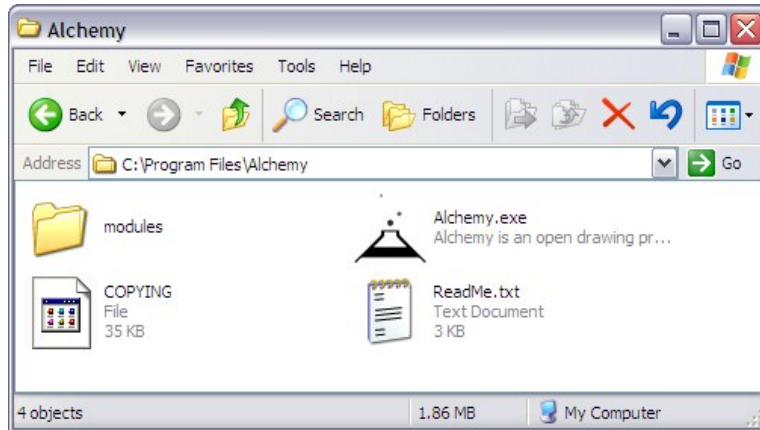 Alchemy
File Edit View Favorites Tools Help
Back Search Folders
Address C:\Program Files\Alchemy Go
modules
Alchemy.exe
Alchemy is an open drawing pr...
COPYING
File
35 KB
ReadMe.txt
Text Document
3 KB
4 objects 1.86 MB My Computer